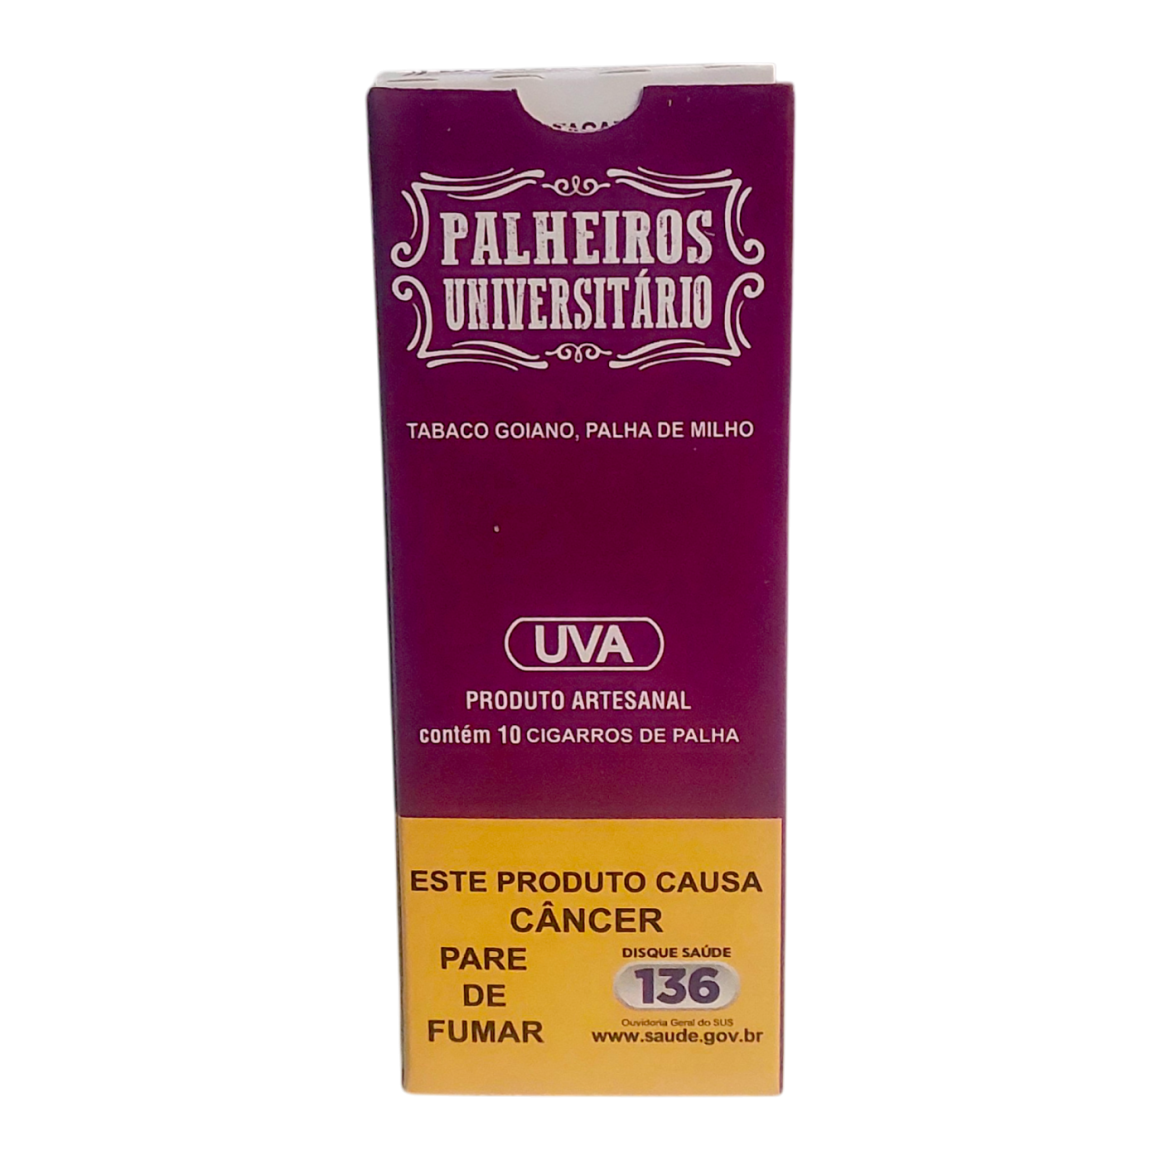 PALHEIROS
UNIVERSITÁRIO
TABACO GOIANO, PALHA DE MILHO
UVA
PRODUTO ARTESANAL
contém 10 CIGARROS DE PALHA
ESTE PRODUTO CAUSA
CÂNCER
PARE
DE
FUMAR
DISQUE SAÚDE
136
Ouvidoria Geral do SUS
www.saude.gov.br